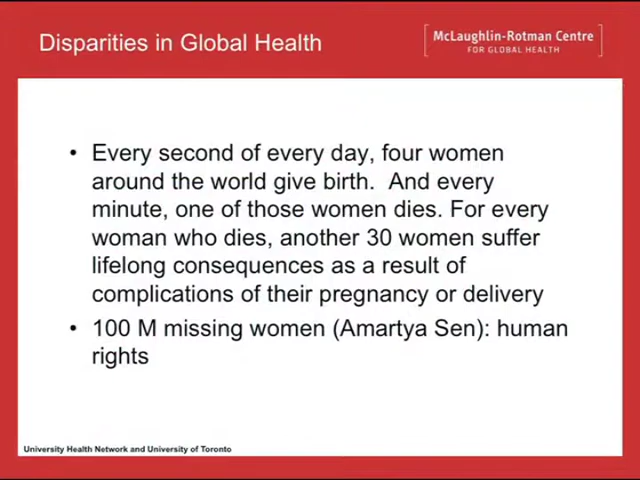 Disparities in Global Health
McLaughlin-Rotman Centre
FOR GLOBAL HEALTH
• Every second of every day, four women
around the world give birth. And every
minute, one of those women dies. For every
woman who dies, another 30 women suffer
lifelong consequences as a result of
complications of their pregnancy or delivery
• 100 M missing women (Amartya Sen): human
rights
University Health Network and University of Toronto